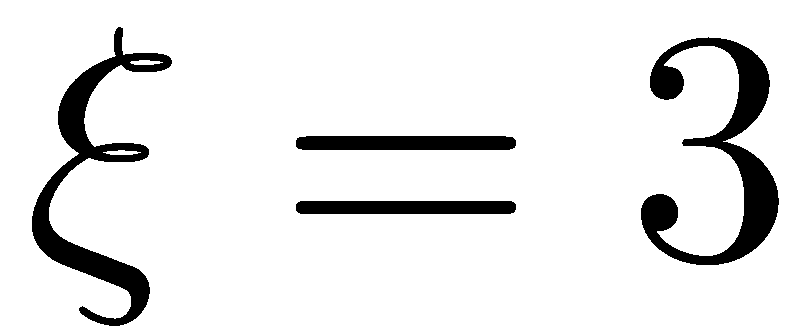 ξ = 3